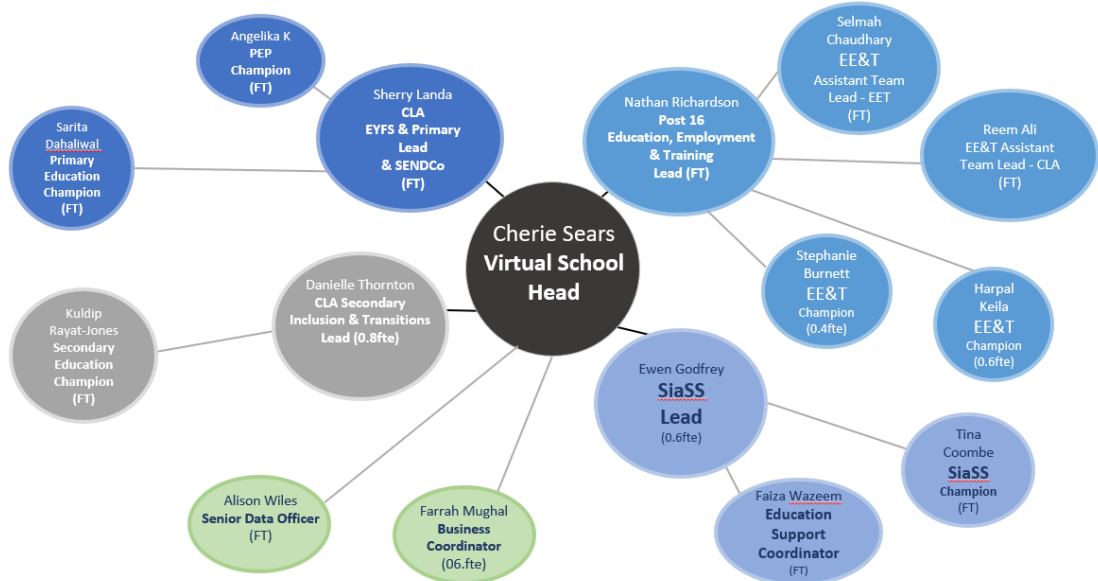 Angelika K
PEP
Champion
(FT)
Sherry Landa
CLA
EYFS & Primary
Lead
& SENDCo
(FT)
Sarita
Dahaliwal
Primary
Education
Champion
(FT)
Nathan Richardson
Post 16
Education, Employment
& Training
Lead (FT)
Selmah
Chaudhary
EE&T
Assistant Team
Lead - EET
(FT)
Reem Ali
EE&T Assistant
Team Lead - CLA
(FT)
Cherie Sears
Virtual School
Head
Stephanie
Burnett
EE&T
Champion
(0.4fte)
Harpal
Keila
EE&T
Champion
(0.6fte)
Danielle Thornton
CLA Secondary
Inclusion & Transitions
Lead (0.8fte)
Kuldip
Rayat-Jones
Secondary
Education
Champion
(FT)
Ewen Godfrey
SiaSS
Lead
(0.6fte)
Tina
Coombe
SiaSS
Champion
(FT)
Faiza Wazeem
Education
Support
Coordinator
(FT)
Alison Wiles
Senior Data Officer
(FT)
Farrah Mughal
Business
Coordinator
(06.fte)